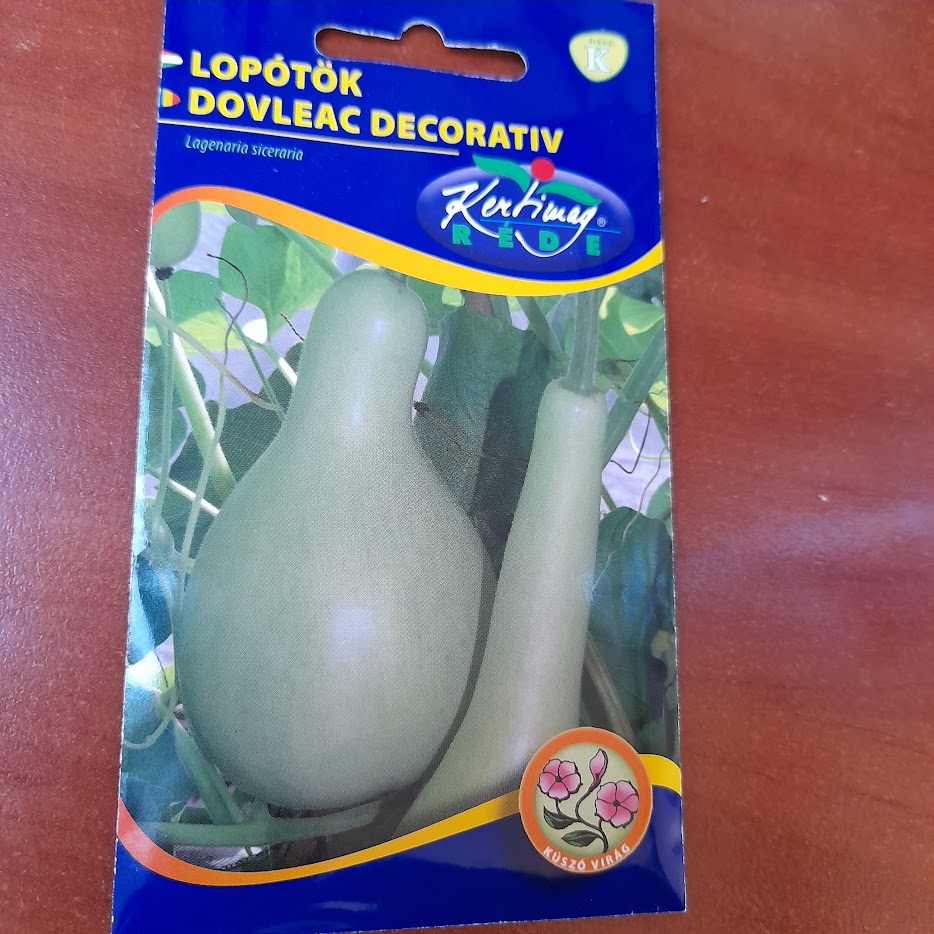 LOPÓTÖK
DOVLEAC DECORATIV
Lagenaria siceraria
K
Kertimag®
RÉDE
KÚSZÓ VIRÁG